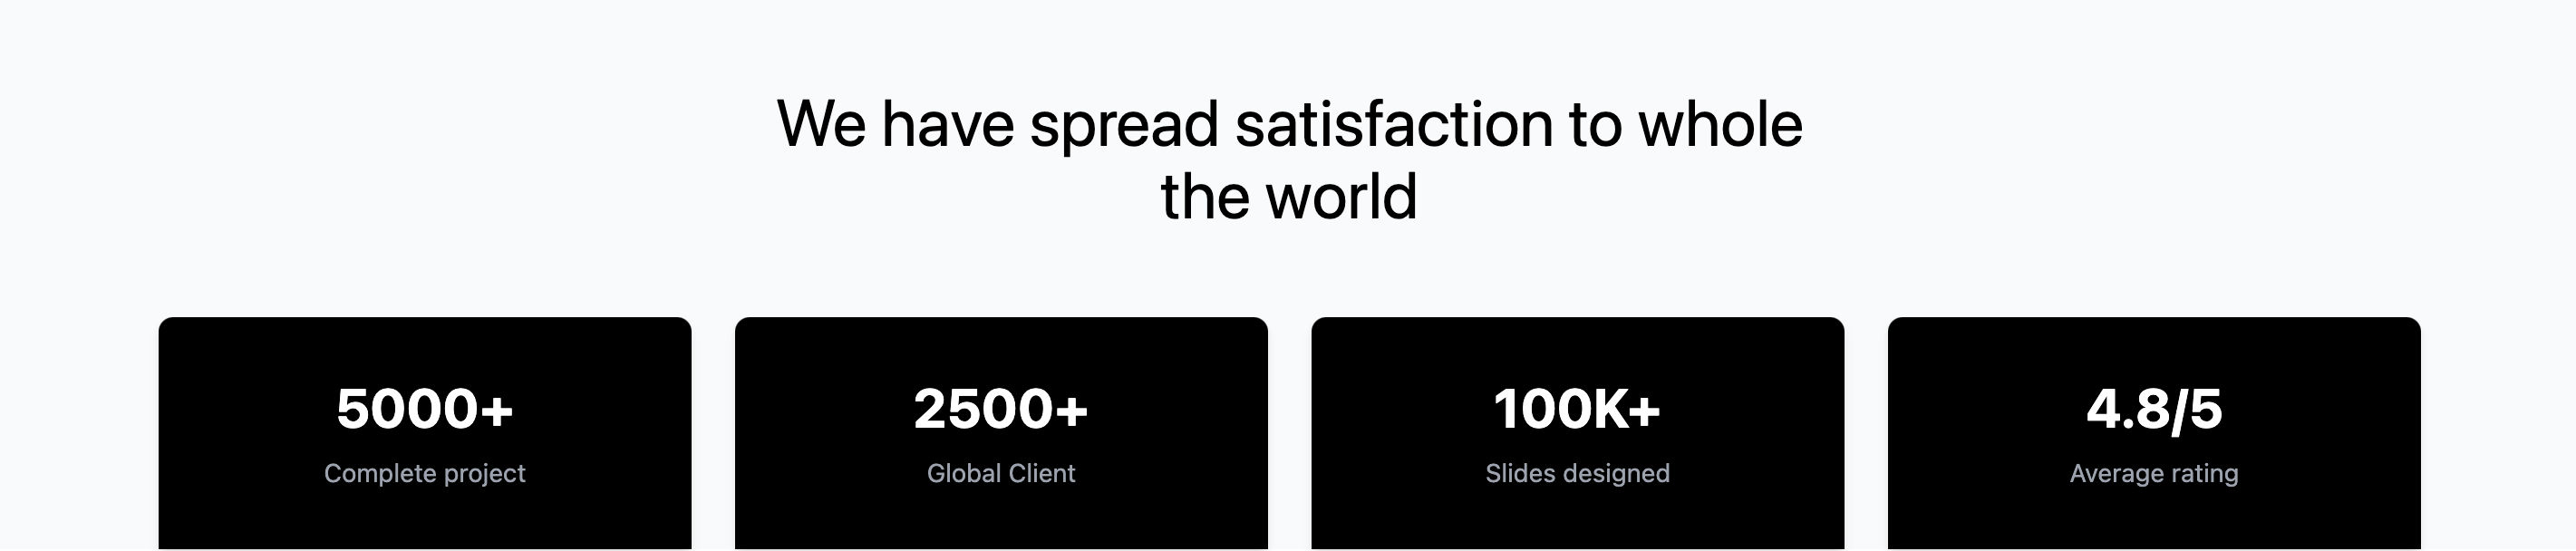 We have spread satisfaction to whole
the world
5000+
Complete project
2500+
Global Client
100K+
Slides designed
4.8/5
Average rating